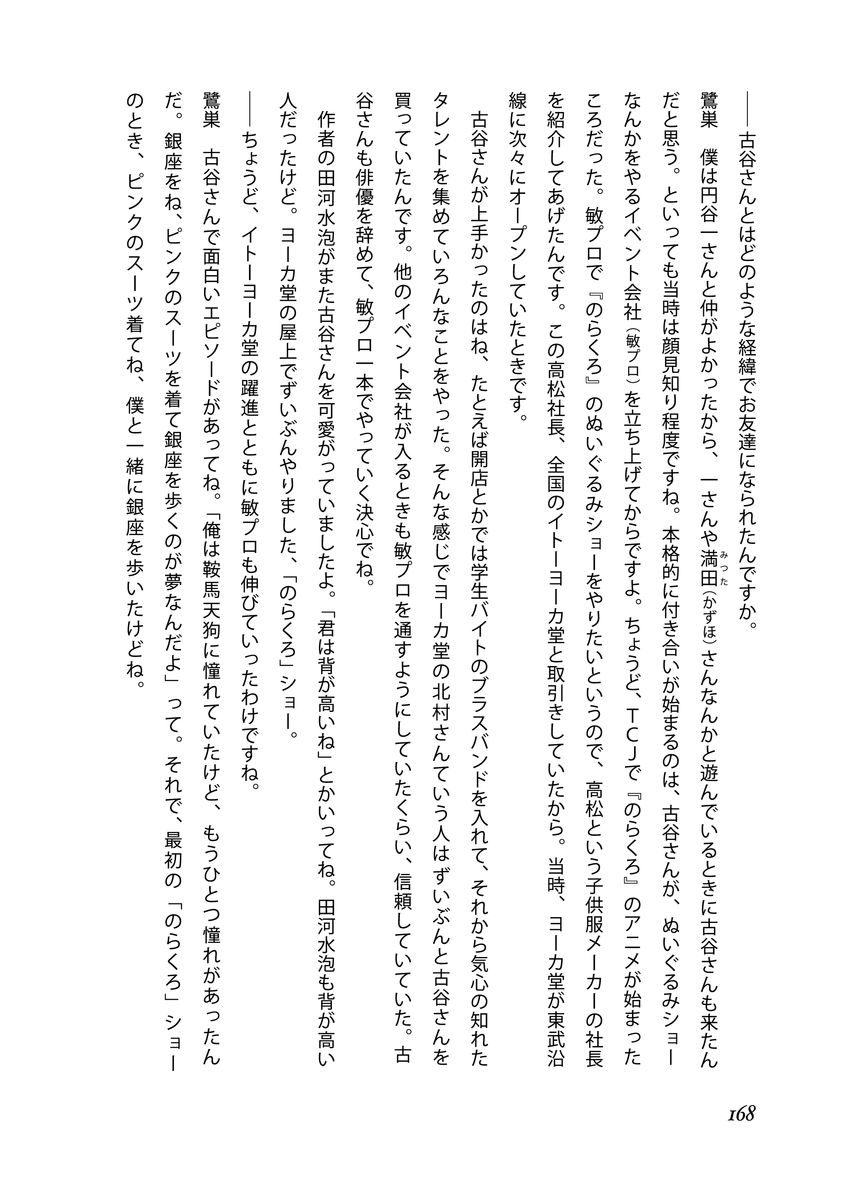 ――古谷さんとはどのような経緯でお友達になられたんですか。
鷺巣　僕は円谷一さんと仲がよかったから、一さんや満田（かずほ）さんなんかと遊んでいるときに古谷さんも来たん
みつた
だと思う。といっても当時は顔見知り程度ですね。本格的に付き合いが始まるのは、古谷さんが、ぬいぐるみショー
なんかをやるイベント会社（敏プロ）を立ち上げてからですよ。ちょうど、TCJで『のらくろ』のアニメが始まった
ころだった。敏プロで『のらくろ』のぬいぐるみショーをやりたいというので、高松という子供服メーカーの社長
を紹介してあげたんです。この高松社長、全国のイトーヨーカ堂と取引きしていたから。当時、ヨーカ堂が東武沿
線に次々にオープンしていたときです。
古谷さんが上手かったのはね、たとえば開店とかでは学生バイトのブラスバンドを入れて、それから気心の知れた
タレントを集めていろんなことをやった。そんな感じでヨーカ堂の北村さんていう人はずいぶんと古谷さんを
買っていたんです。他のイベント会社が入るときも敏プロを通すようにしていたくらい、信頼していていた。古
谷さんも俳優を辞めて、敏プロ一本でやっていく決心でね。
作者の田河水泡がまた古谷さんを可愛がっていましたよ。「君は背が高いね」とかいってね。田河水泡も背が高い
人だったけど。ヨーカ堂の屋上でずいぶんやりました、「のらくろ」ショー。
――ちょうど、イトーヨーカ堂の躍進とともに敏プロも伸びていったわけですね。
鷺巣　古谷さんで面白いエピソードがあってね。「俺は鞍馬天狗に憧れていたけど、もうひとつ憧れがあったん
だ。銀座をね、ピンクのスーツを着て銀座を歩くのが夢なんだよ」って。それで、最初の「のらくろ」ショー
のとき、ピンクのスーツ着てね、僕と一緒に銀座を歩いたけどね。
168